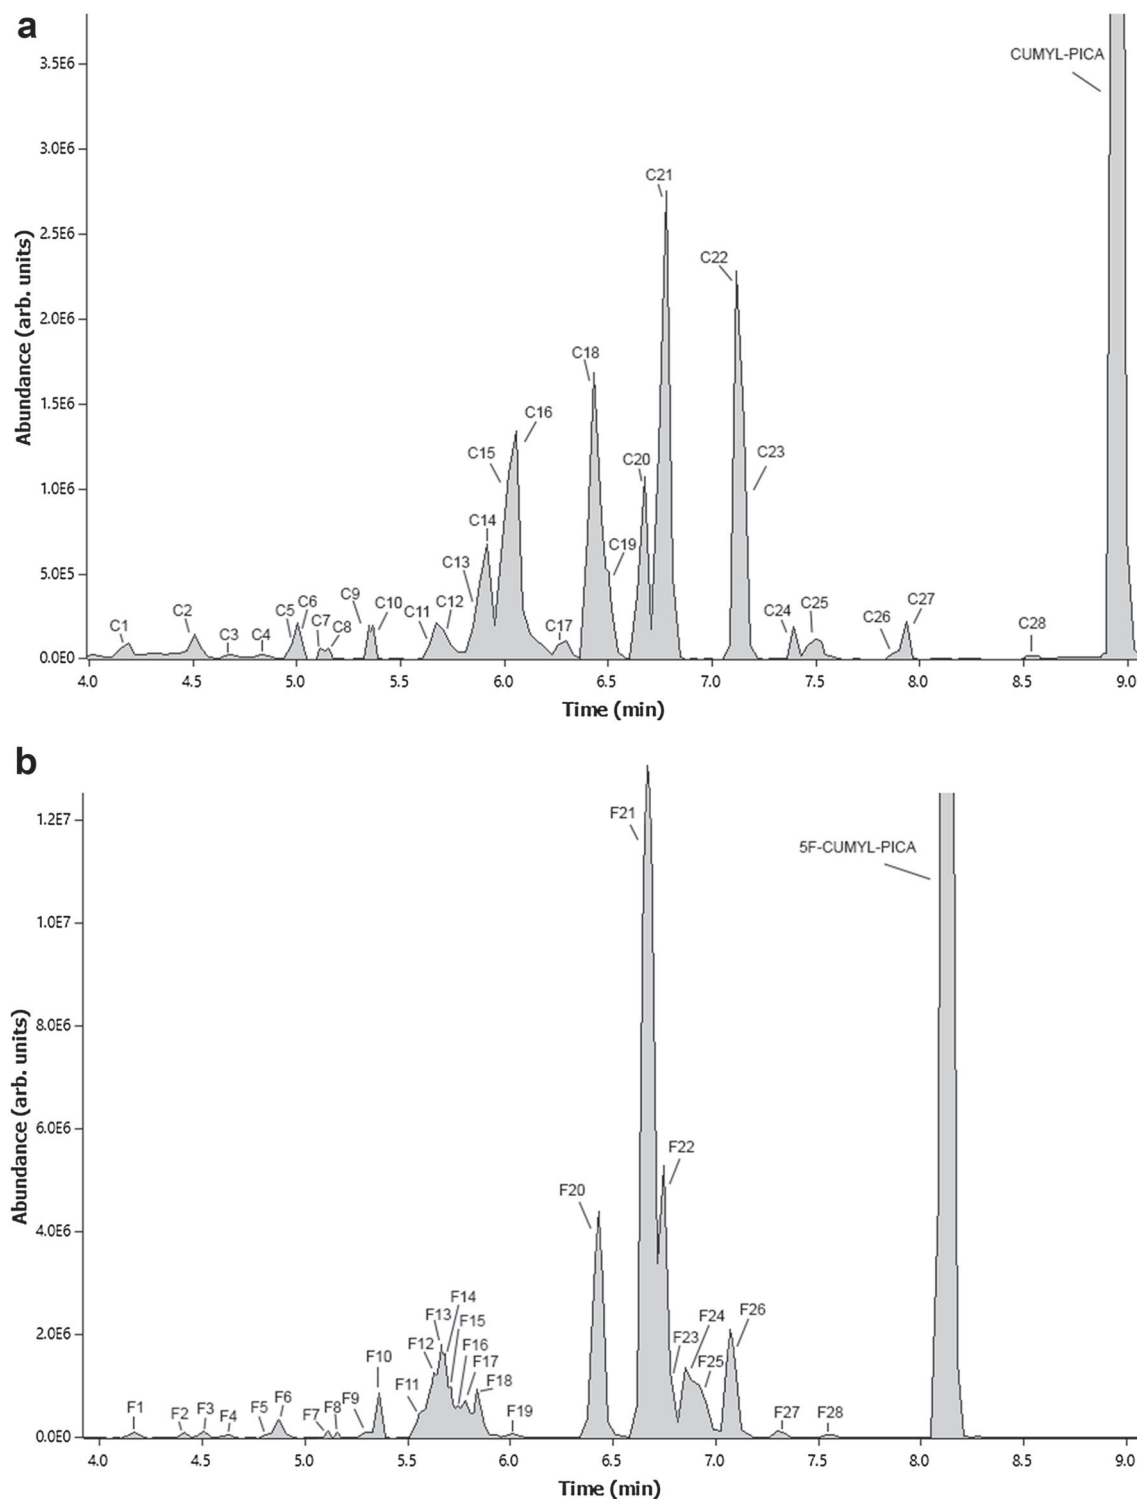 a
CUMYL-PICA
3.5E6
3.0E6
C21
2.5E6
C22
2.0E6
C18
1.5E6
C16
C15
C20
C23
1.0E6
C14
C19
C13
5.0E5
C1 C2 C3 C4 C5 C6 C7 C8 C9 C10 C11 C12 C17 C24 C25 C26 C27 C28
0.0E0
4.0 4.5 5.0 5.5 6.0 6.5 7.0 7.5 8.0 8.5 9.0
Time (min)
Abundance (arb. units)
b
1.2E7
F21
5F-CUMYL-PICA
1.0E7
8.0E6
6.0E6
F22
F20
4.0E6
F14
F13 F15 F26
F24
2.0E6
F12 F16 F23
F10 F17 F25
F11 F18
F1 F2 F3 F4 F5 F6 F7 F8 F9 F19 F27 F28
0.0E0
4.0 4.5 5.0 5.5 6.0 6.5 7.0 7.5 8.0 8.5 9.0
Time (min)
Abundance (arb. units)